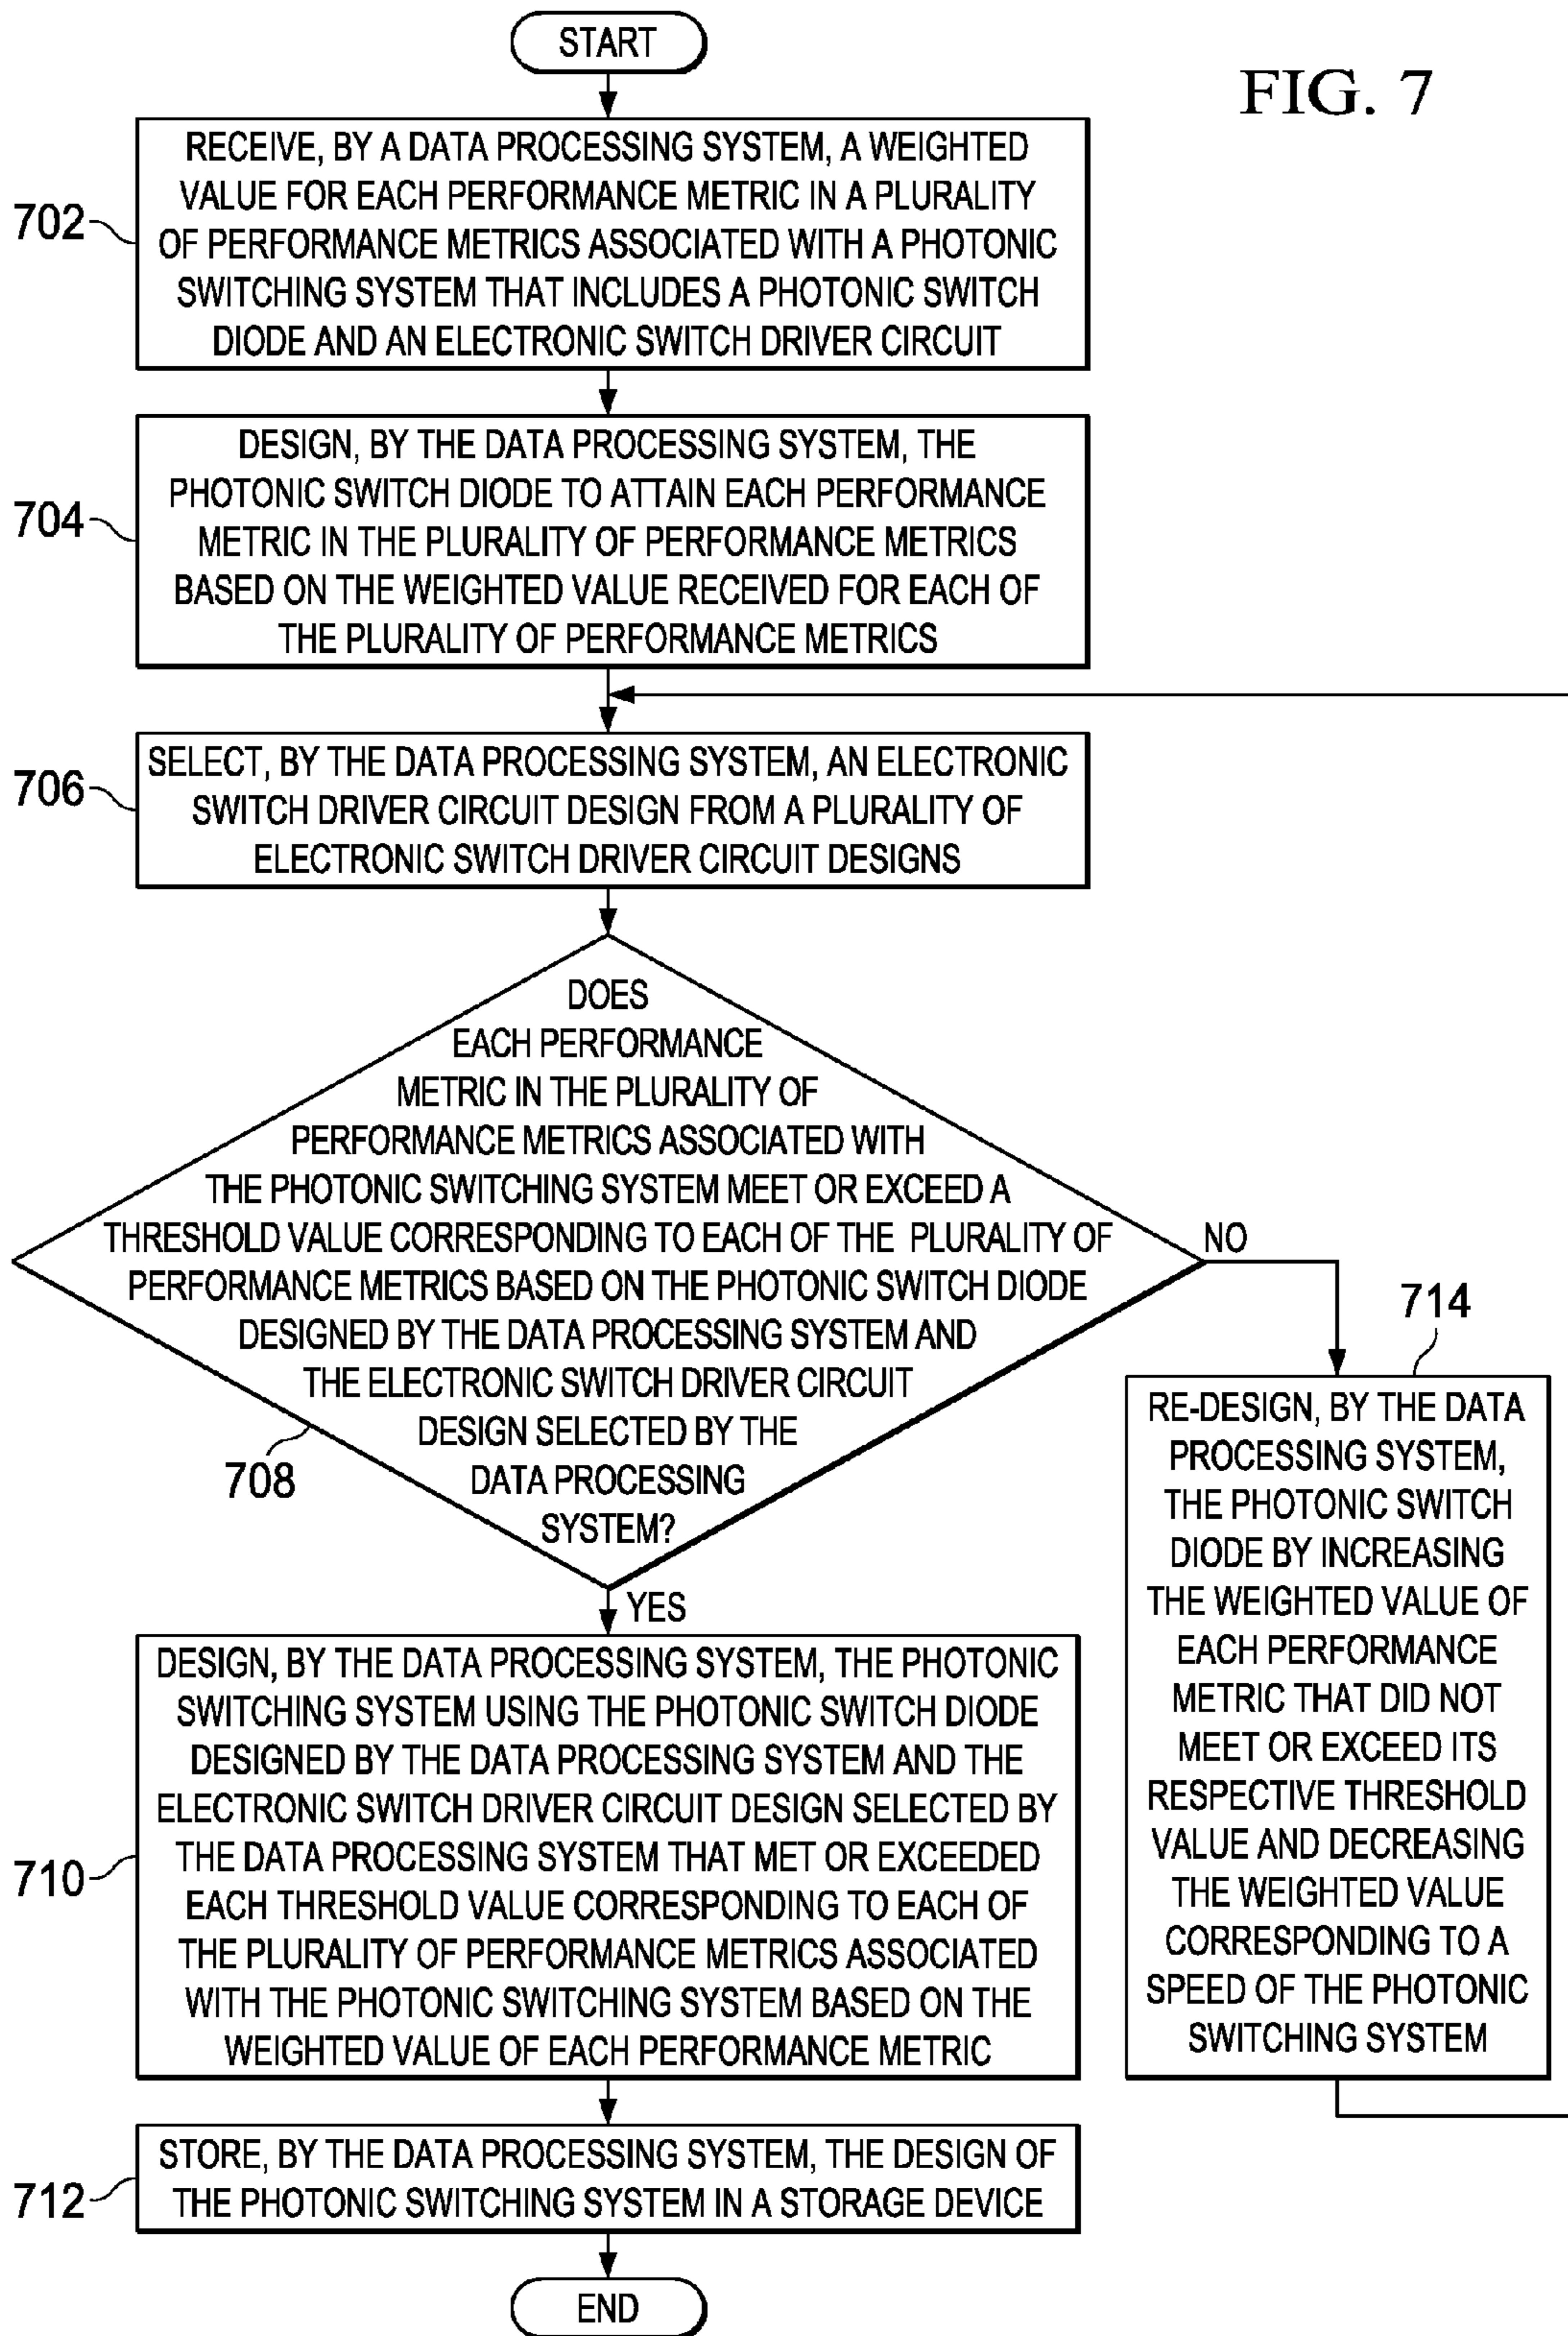 START
FIG. 7
702
RECEIVE, BY A DATA PROCESSING SYSTEM, A WEIGHTED
VALUE FOR EACH PERFORMANCE METRIC IN A PLURALITY
OF PERFORMANCE METRICS ASSOCIATED WITH A PHOTONIC
SWITCHING SYSTEM THAT INCLUDES A PHOTONIC SWITCH
DIODE AND AN ELECTRONIC SWITCH DRIVER CIRCUIT
704
DESIGN, BY THE DATA PROCESSING SYSTEM, THE
PHOTONIC SWITCH DIODE TO ATTAIN EACH PERFORMANCE
METRIC IN THE PLURALITY OF PERFORMANCE METRICS
BASED ON THE WEIGHTED VALUE RECEIVED FOR EACH OF
THE PLURALITY OF PERFORMANCE METRICS
706
SELECT, BY THE DATA PROCESSING SYSTEM, AN ELECTRONIC
SWITCH DRIVER CIRCUIT DESIGN FROM A PLURALITY OF
ELECTRONIC SWITCH DRIVER CIRCUIT DESIGNS
DOES
EACH PERFORMANCE
METRIC IN THE PLURALITY OF
PERFORMANCE METRICS ASSOCIATED WITH
THE PHOTONIC SWITCHING SYSTEM MEET OR EXCEED A
THRESHOLD VALUE CORRESPONDING TO EACH OF THE PLURALITY OF
PERFORMANCE METRICS BASED ON THE PHOTONIC SWITCH DIODE
DESIGNED BY THE DATA PROCESSING SYSTEM AND
THE ELECTRONIC SWITCH DRIVER CIRCUIT
DESIGN SELECTED BY THE
DATA PROCESSING
SYSTEM?
708
NO
714
RE-DESIGN, BY THE DATA
PROCESSING SYSTEM,
THE PHOTONIC SWITCH
DIODE BY INCREASING
THE WEIGHTED VALUE OF
EACH PERFORMANCE
METRIC THAT DID NOT
MEET OR EXCEED ITS
RESPECTIVE THRESHOLD
VALUE AND DECREASING
THE WEIGHTED VALUE
CORRESPONDING TO A
SPEED OF THE PHOTONIC
SWITCHING SYSTEM
YES
710
DESIGN, BY THE DATA PROCESSING SYSTEM, THE PHOTONIC
SWITCHING SYSTEM USING THE PHOTONIC SWITCH DIODE
DESIGNED BY THE DATA PROCESSING SYSTEM AND THE
ELECTRONIC SWITCH DRIVER CIRCUIT DESIGN SELECTED BY
THE DATA PROCESSING SYSTEM THAT MET OR EXCEEDED
EACH THRESHOLD VALUE CORRESPONDING TO EACH OF
THE PLURALITY OF PERFORMANCE METRICS ASSOCIATED
WITH THE PHOTONIC SWITCHING SYSTEM BASED ON THE
WEIGHTED VALUE OF EACH PERFORMANCE METRIC
712
STORE, BY THE DATA PROCESSING SYSTEM, THE DESIGN OF
THE PHOTONIC SWITCHING SYSTEM IN A STORAGE DEVICE
END